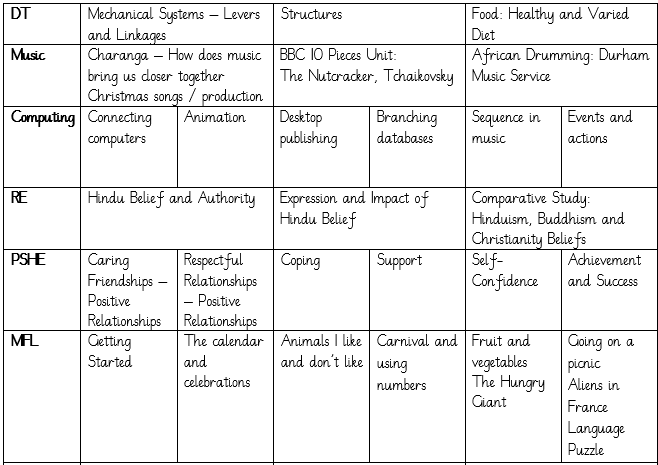 DT
Mechanical Systems – Levers
and Linkages
Structures
Food: Healthy and Varied
Diet
Music
Charanga – How does music
bring us closer together
Christmas songs / production
BBC 10 Pieces Unit:
The Nutcracker, Tchaikovsky
African Drumming: Durham
Music Service
Computing
Connecting
computers
Animation
Desktop
publishing
Branching
databases
Sequence in
music
Events and
actions
RE
Hindu Belief and Authority
Expression and Impact of
Hindu Belief
Comparative Study:
Hinduism, Buddhism and
Christianity Beliefs
PSHE
Caring
Friendships –
Positive
Relationships
Respectful
Relationships
– Positive
Relationships
Coping
Support
Self-
Confidence
Achievement
and Success
MFL
Getting
Started
The calendar
and
celebrations
Animals I like
and don't like
Carnival and
using
numbers
Fruit and
vegetables
The Hungry
Giant
Going on a
picnic
Aliens in
France
Language
Puzzle